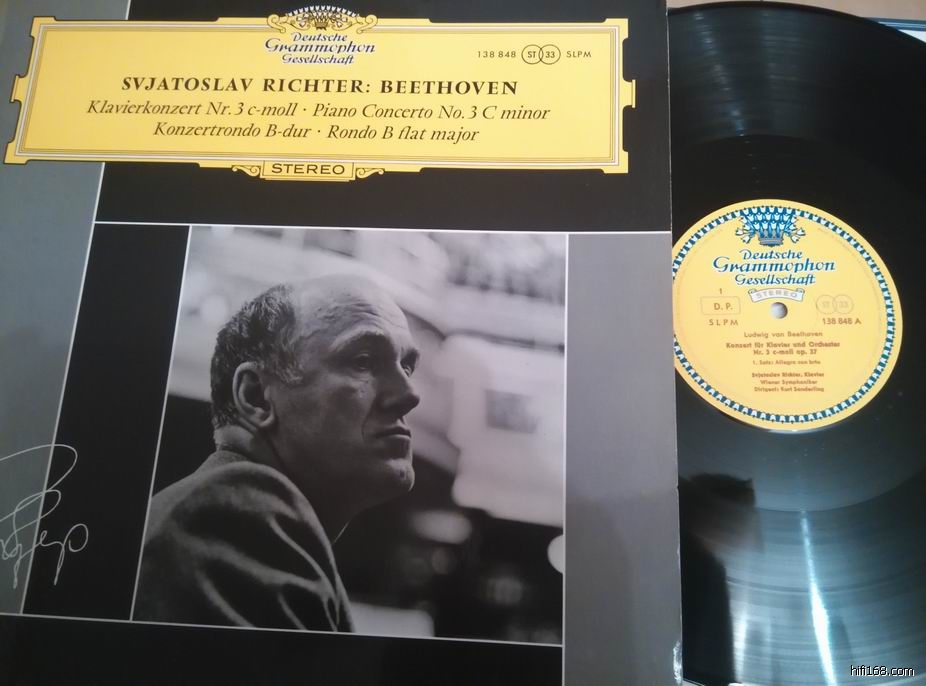 Deutsche
Grammophon
Gesellschaft
138 848 ST 33 SLPM
SVJATOSLAV RICHTER: BEETHOVEN
Klavierkonzert Nr. 3 c-moll · Piano Concerto No. 3 C minor
Konzertrondo B-dur · Rondo B flat major
STEREO
Deutsche
Grammophon
Gesellschaft
STEREO
1
D. P.
ST 33
SLPM
138 848 A
Ludwig van Beethoven
Konzert für Klavier und Orchester
Nr. 3 c-moll op. 37
1. Satz: Allegro con brio
Svjatoslav Richter, Klavier
Wiener Symphoniker
Dirigent: Kurt Sanderling
hifi168.com